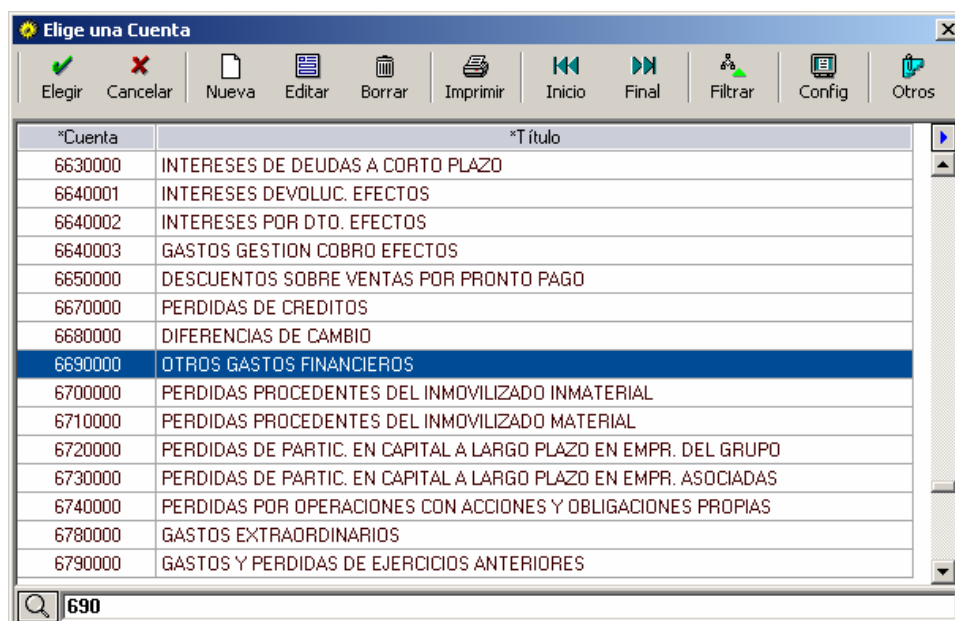 Elige una Cuenta
Elegir Cancelar Nueva Editar Borrar Imprimir Inicio Final Filtrar Config Otros
*Cuenta *Título
6630000 INTERESES DE DEUDAS A CORTO PLAZO
6640001 INTERESES DEVOLUC. EFECTOS
6640002 INTERESES POR DTO. EFECTOS
6640003 GASTOS GESTION COBRO EFECTOS
6650000 DESCUENTOS SOBRE VENTAS POR PRONTO PAGO
6670000 PERDIDAS DE CREDITOS
6680000 DIFERENCIAS DE CAMBIO
6690000 OTROS GASTOS FINANCIEROS
6700000 PERDIDAS PROCEDENTES DEL INMOVILIZADO INMATERIAL
6710000 PERDIDAS PROCEDENTES DEL INMOVILIZADO MATERIAL
6720000 PERDIDAS DE PARTIC. EN CAPITAL A LARGO PLAZO EN EMPR. DEL GRUPO
6730000 PERDIDAS DE PARTIC. EN CAPITAL A LARGO PLAZO EN EMPR. ASOCIADAS
6740000 PERDIDAS POR OPERACIONES CON ACCIONES Y OBLIGACIONES PROPIAS
6780000 GASTOS EXTRAORDINARIOS
6790000 GASTOS Y PERDIDAS DE EJERCICIOS ANTERIORES
690